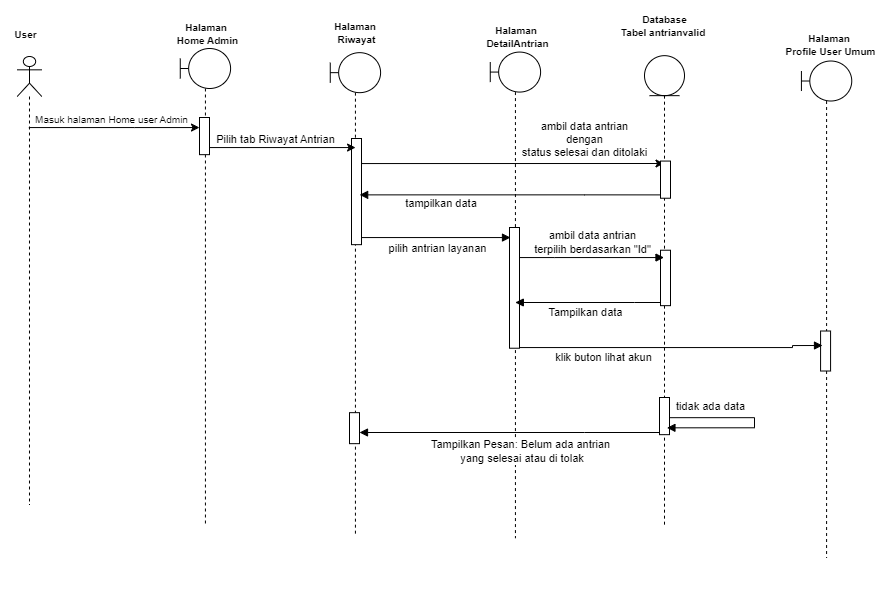 User
Halaman
Home Admin
Halaman
Riwayat
Halaman
DetailAntrian
Database
Tabel antrianvalid
Halaman
Profile User Umum
Masuk halaman Home user Admin
Pilih tab Riwayat Antrian
ambil data antrian
dengan
status selesai dan ditolaki
tampilkan data
pilih antrian layanan
ambil data antrian
terpilih berdasarkan "Id"
Tampilkan data
klik buton lihat akun
tidak ada data
Tampilkan Pesan: Belum ada antrian
yang selesai atau di tolak